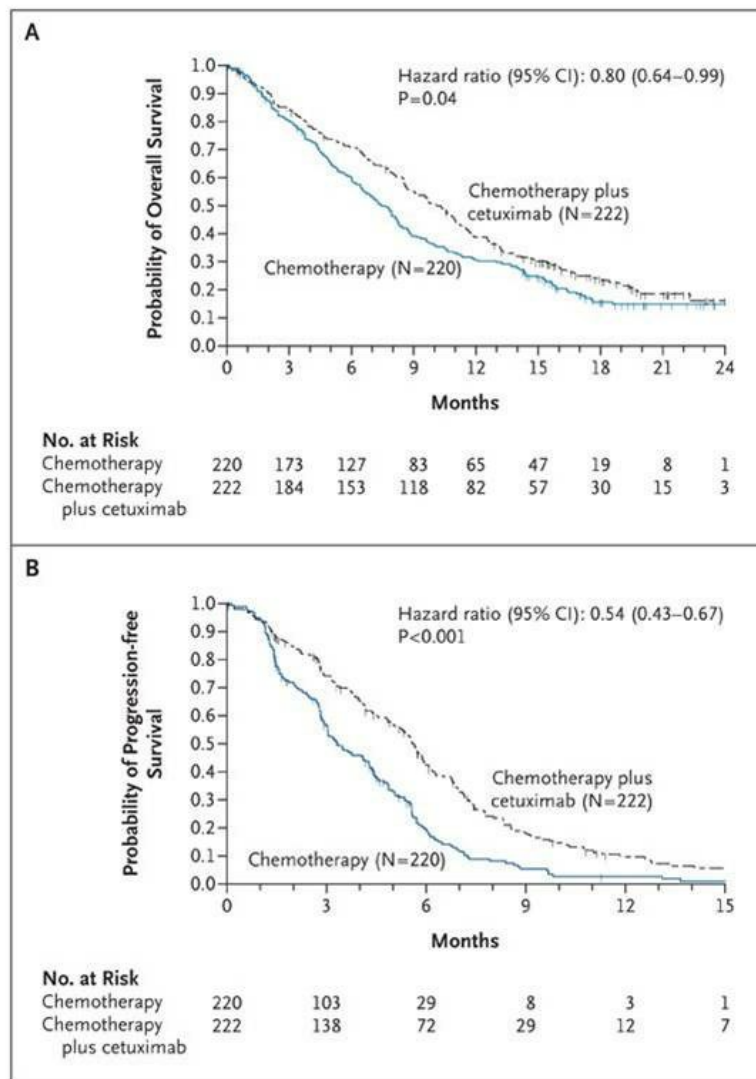 A
Hazard ratio (95% CI): 0.80 (0.64–0.99)
P=0.04
Probability of Overall Survival
1.0
0.9
0.8
0.7
0.6
0.5
0.4
0.3
0.2
0.1
0.0
Chemotherapy plus
cetuximab (N=222)
Chemotherapy (N=220)
0 3 6 9 12 15 18 21 24
Months
No. at Risk
Chemotherapy 220 173 127 83 65 47 19 8 1
Chemotherapy 222 184 153 118 82 57 30 15 3
plus cetuximab
B
Hazard ratio (95% CI): 0.54 (0.43–0.67)
P<0.001
Probability of Progression-free
Survival
1.0
0.9
0.8
0.7
0.6
0.5
0.4
0.3
0.2
0.1
0.0
Chemotherapy plus
cetuximab (N=222)
Chemotherapy (N=220)
0 3 6 9 12 15
Months
No. at Risk
Chemotherapy 220 103 29 8 3 1
Chemotherapy 222 138 72 29 12 7
plus cetuximab